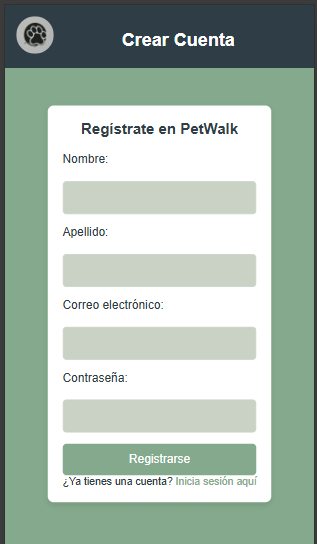 Crear Cuenta
Regístrate en PetWalk
Nombre:
Apellido:
Correo electrónico:
Contraseña:
Registrarse
¿Ya tienes una cuenta? Inicia sesión aquí